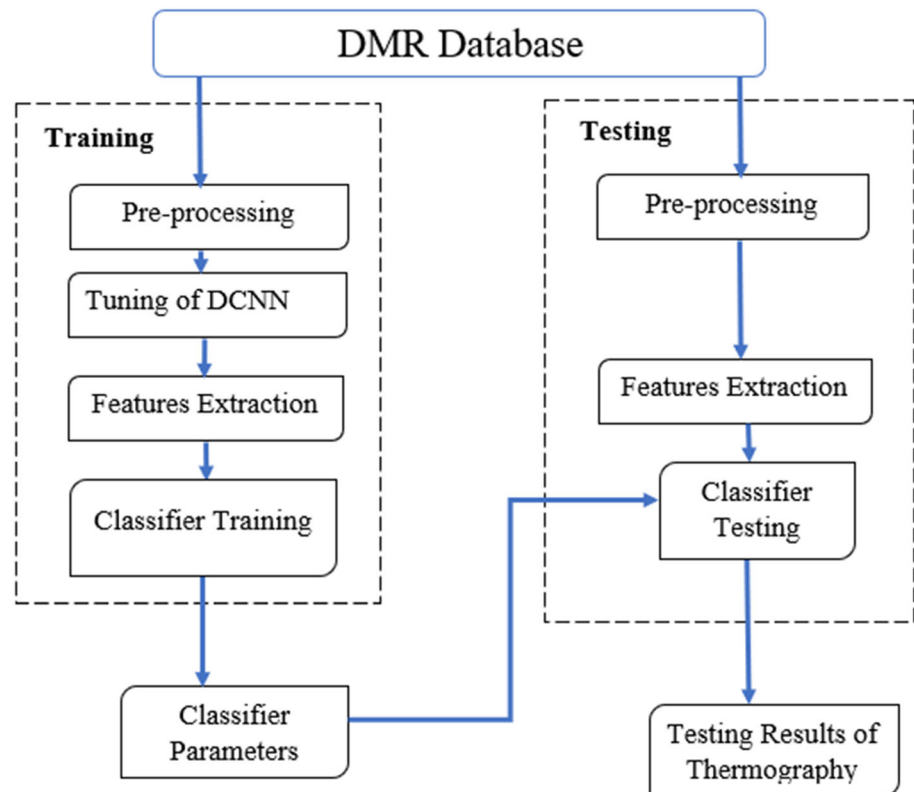 DMR Database
Training
Pre-processing
Tuning of DCNN
Features Extraction
Classifier Training
Classifier
Parameters
Testing
Pre-processing
Features Extraction
Classifier
Testing
Testing Results of
Thermography